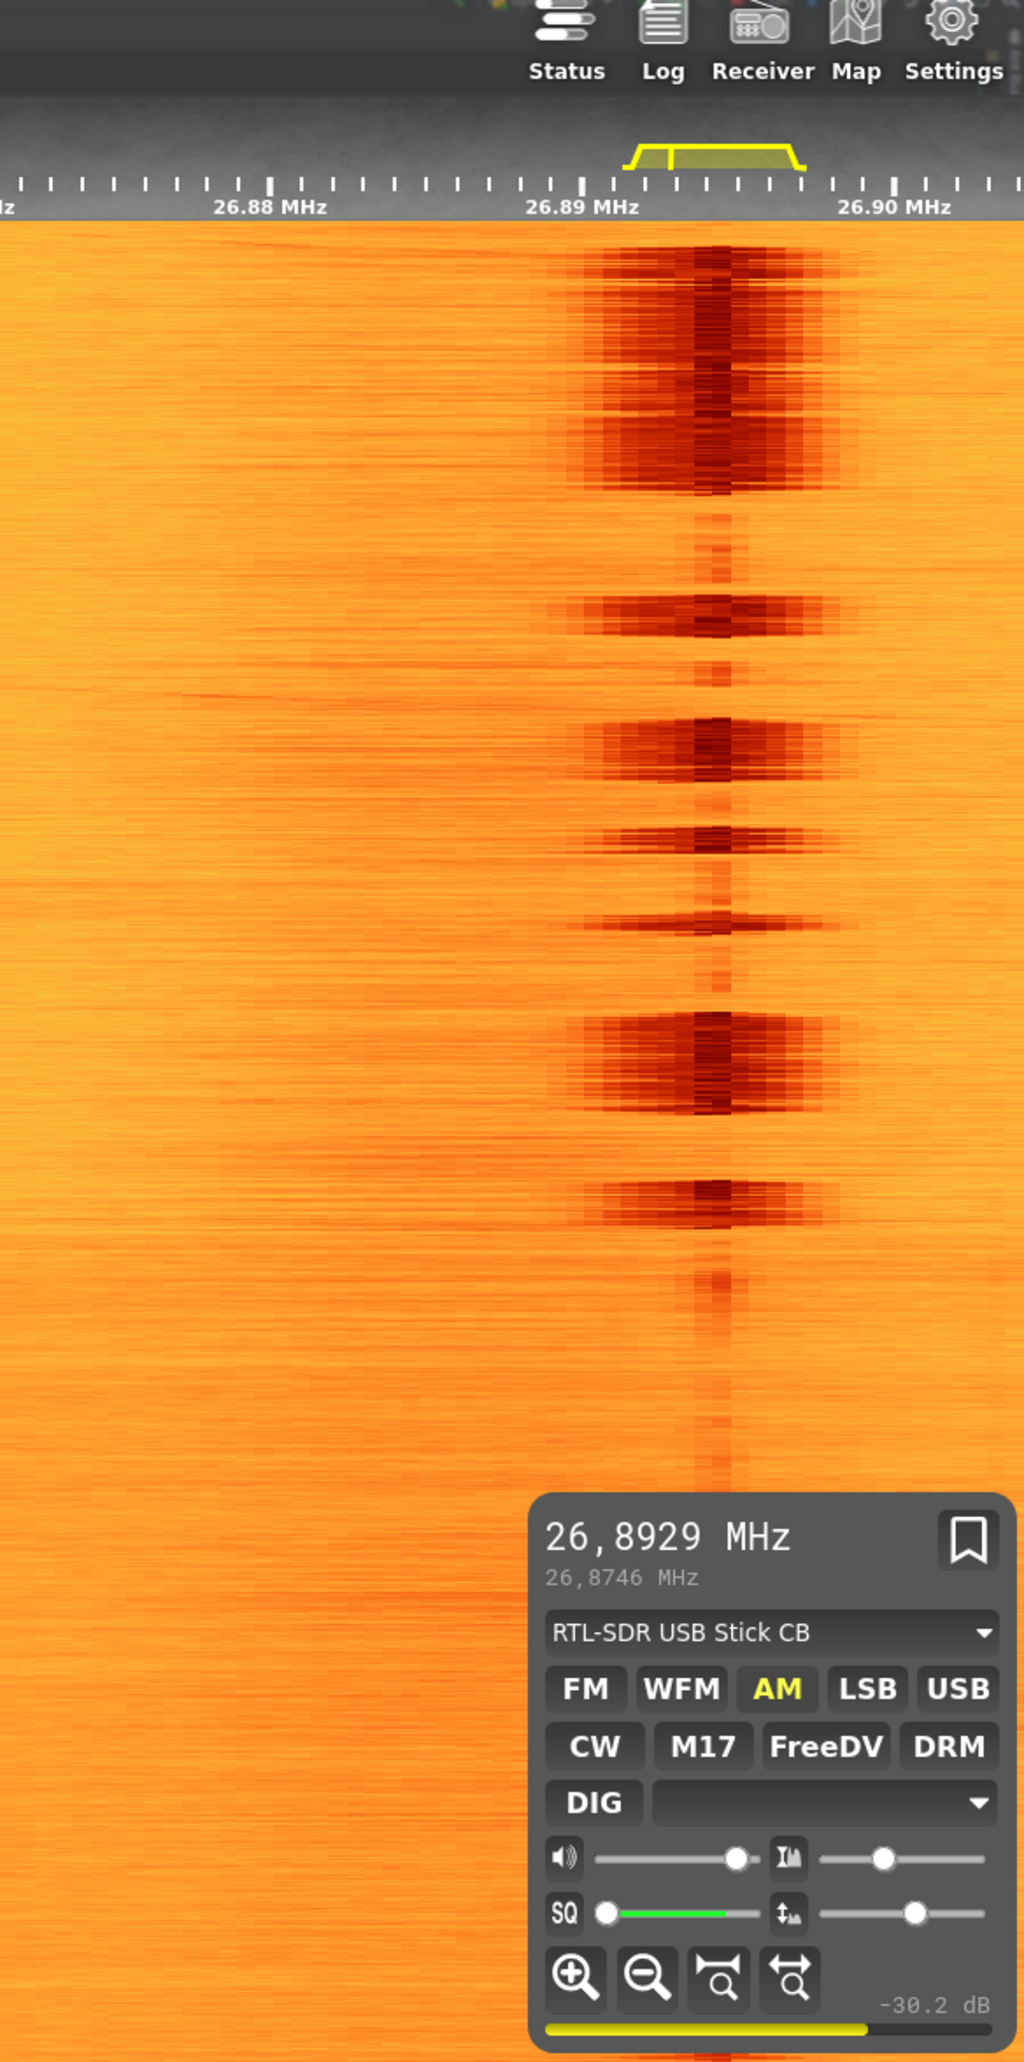 Status Log Receiver Map Settings
Hz 26.88 MHz 26.89 MHz 26.90 MHz
26,8929 MHz
26,8746 MHz
RTL-SDR USB Stick CB
FM WFM AM LSB USB
CW M17 FreeDV DRM
DIG
SQ
-30.2 dB